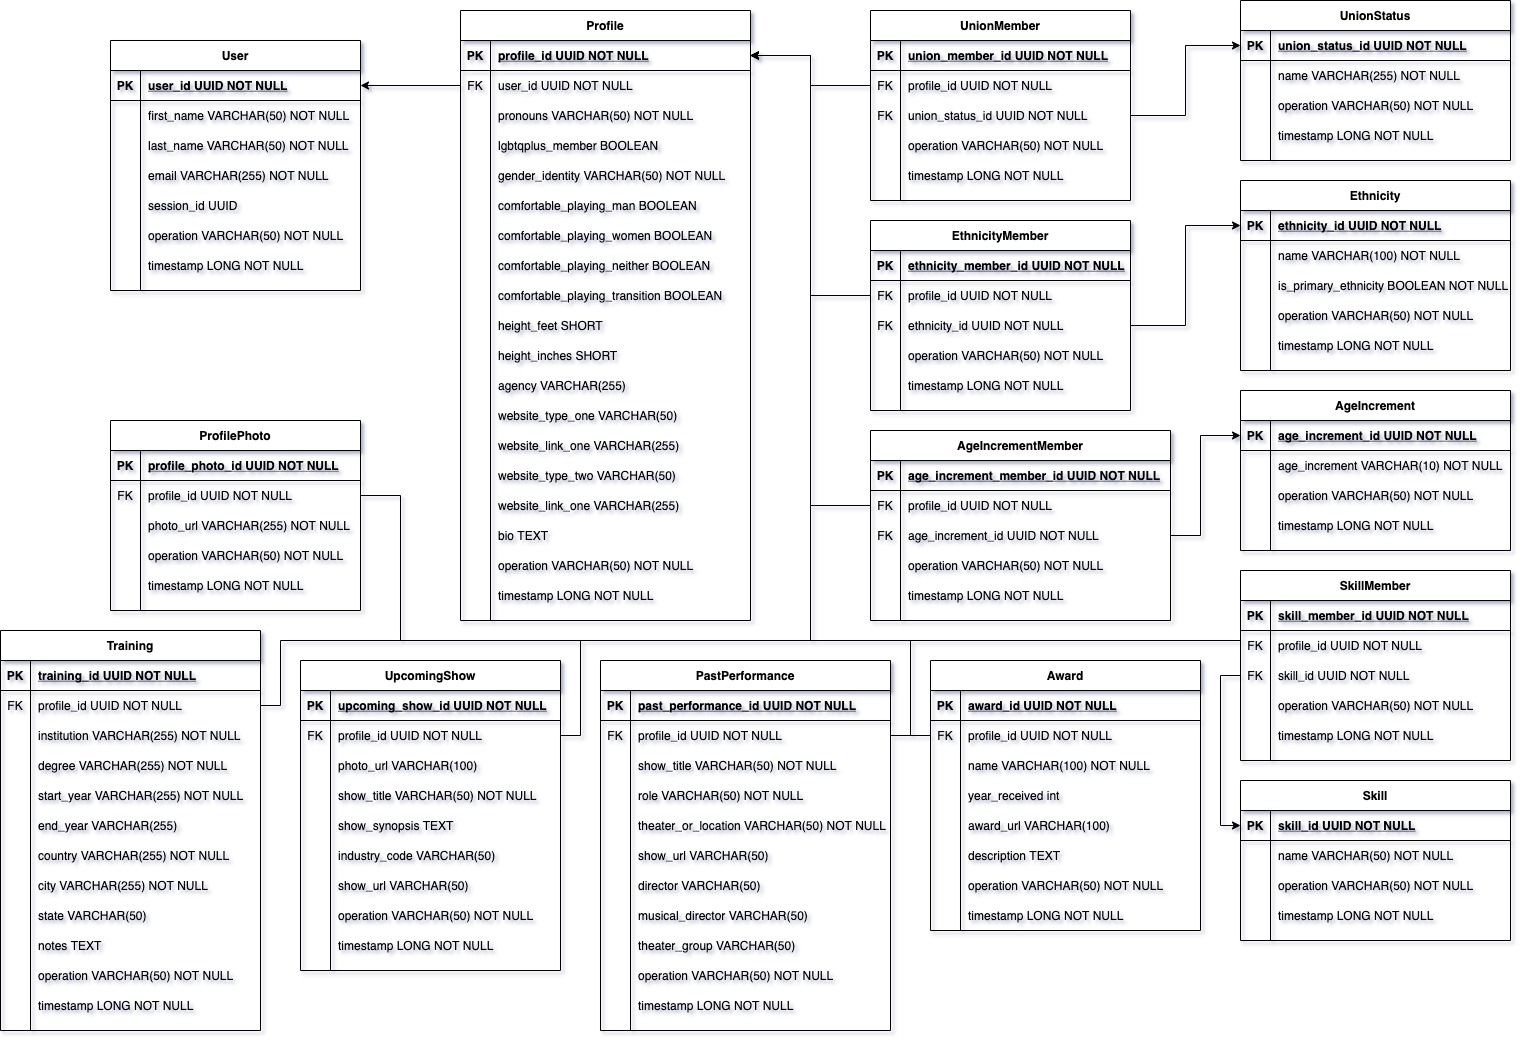 User
PK user_id UUID NOT NULL
first_name VARCHAR(50) NOT NULL
last_name VARCHAR(50) NOT NULL
email VARCHAR(255) NOT NULL
session_id UUID
operation VARCHAR(50) NOT NULL
timestamp LONG NOT NULL
Profile
PK profile_id UUID NOT NULL
FK user_id UUID NOT NULL
pronouns VARCHAR(50) NOT NULL
lgbtqplus_member BOOLEAN
gender_identity VARCHAR(50) NOT NULL
comfortable_playing_man BOOLEAN
comfortable_playing_women BOOLEAN
comfortable_playing_neither BOOLEAN
comfortable_playing_transition BOOLEAN
height_feet SHORT
height_inches SHORT
agency VARCHAR(255)
website_type_one VARCHAR(50)
website_link_one VARCHAR(255)
website_type_two VARCHAR(50)
website_link_one VARCHAR(255)
bio TEXT
operation VARCHAR(50) NOT NULL
timestamp LONG NOT NULL
UnionMember
PK union_member_id UUID NOT NULL
FK profile_id UUID NOT NULL
FK union_status_id UUID NOT NULL
operation VARCHAR(50) NOT NULL
timestamp LONG NOT NULL
UnionStatus
PK union_status_id UUID NOT NULL
name VARCHAR(255) NOT NULL
operation VARCHAR(50) NOT NULL
timestamp LONG NOT NULL
EthnicityMember
PK ethnicity_member_id UUID NOT NULL
FK profile_id UUID NOT NULL
FK ethnicity_id UUID NOT NULL
operation VARCHAR(50) NOT NULL
timestamp LONG NOT NULL
Ethnicity
PK ethnicity_id UUID NOT NULL
name VARCHAR(100) NOT NULL
is_primary_ethnicity BOOLEAN NOT NULL
operation VARCHAR(50) NOT NULL
timestamp LONG NOT NULL
AgeIncrementMember
PK age_increment_member_id UUID NOT NULL
FK profile_id UUID NOT NULL
FK age_increment_id UUID NOT NULL
operation VARCHAR(50) NOT NULL
timestamp LONG NOT NULL
AgeIncrement
PK age_increment_id UUID NOT NULL
age_increment VARCHAR(10) NOT NULL
operation VARCHAR(50) NOT NULL
timestamp LONG NOT NULL
ProfilePhoto
PK profile_photo_id UUID NOT NULL
FK profile_id UUID NOT NULL
photo_url VARCHAR(255) NOT NULL
operation VARCHAR(50) NOT NULL
timestamp LONG NOT NULL
Training
PK training_id UUID NOT NULL
FK profile_id UUID NOT NULL
institution VARCHAR(255) NOT NULL
degree VARCHAR(255) NOT NULL
start_year VARCHAR(255) NOT NULL
end_year VARCHAR(255)
country VARCHAR(255) NOT NULL
city VARCHAR(255) NOT NULL
state VARCHAR(50)
notes TEXT
operation VARCHAR(50) NOT NULL
timestamp LONG NOT NULL
UpcomingShow
PK upcoming_show_id UUID NOT NULL
FK profile_id UUID NOT NULL
photo_url VARCHAR(100)
show_title VARCHAR(50) NOT NULL
show_synopsis TEXT
industry_code VARCHAR(50)
show_url VARCHAR(50)
operation VARCHAR(50) NOT NULL
timestamp LONG NOT NULL
PastPerformance
PK past_performance_id UUID NOT NULL
FK profile_id UUID NOT NULL
show_title VARCHAR(50) NOT NULL
role VARCHAR(50) NOT NULL
theater_or_location VARCHAR(50) NOT NULL
show_url VARCHAR(50)
director VARCHAR(50)
musical_director VARCHAR(50)
theater_group VARCHAR(50)
operation VARCHAR(50) NOT NULL
timestamp LONG NOT NULL
Award
PK award_id UUID NOT NULL
FK profile_id UUID NOT NULL
name VARCHAR(100) NOT NULL
year_received int
award_url VARCHAR(100)
description TEXT
operation VARCHAR(50) NOT NULL
timestamp LONG NOT NULL
SkillMember
PK skill_member_id UUID NOT NULL
FK profile_id UUID NOT NULL
FK skill_id UUID NOT NULL
operation VARCHAR(50) NOT NULL
timestamp LONG NOT NULL
Skill
PK skill_id UUID NOT NULL
name VARCHAR(50) NOT NULL
operation VARCHAR(50) NOT NULL
timestamp LONG NOT NULL